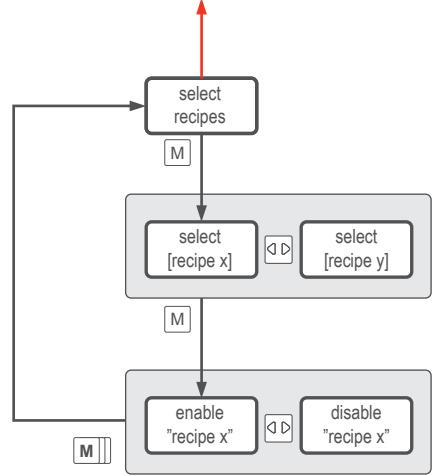 select
recipes
M
select
[recipe x]
select
[recipe y]
M
enable
”recipe x”
disable
”recipe x”
M